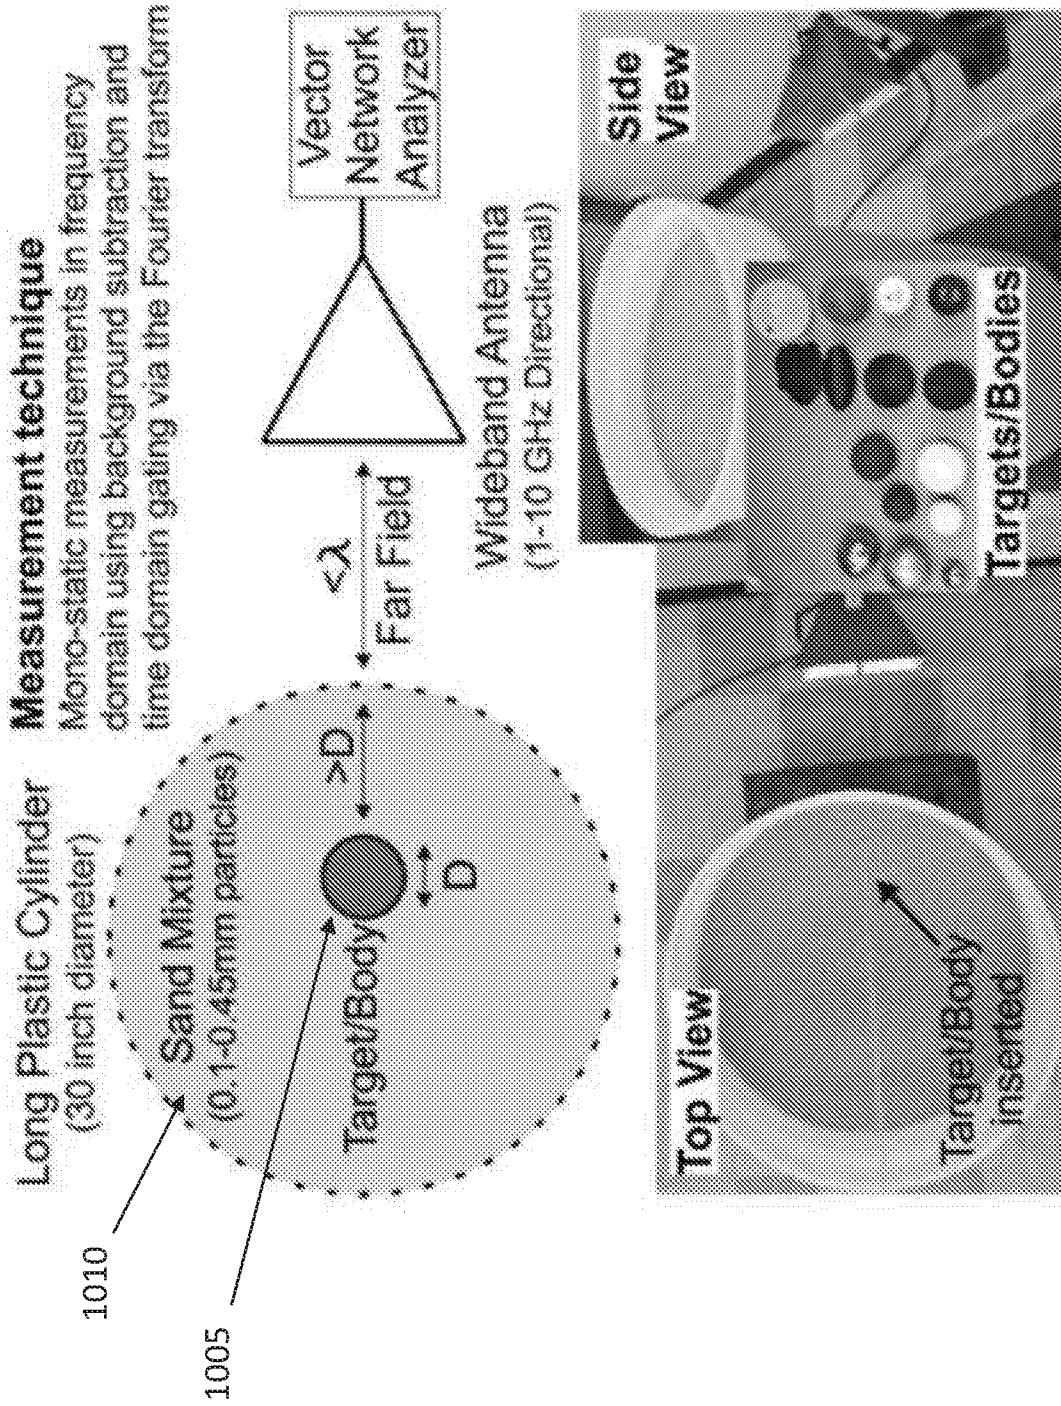 Long Plastic Cylinder
(30 inch diameter)
Measurement technique
Mono-static measurements in frequency
domain using background subtraction and
time domain gating via the Fourier transform
1010
1005
Sand Mixture
(0.1-0.45mm particles)
Target/Body
D
>D
<λ
Far Field
Vector
Network
Analyzer
Wideband Antenna
(1-10 GHz Directional)
Top View
Target/Body
inserted
Targets/Bodies
Side
View